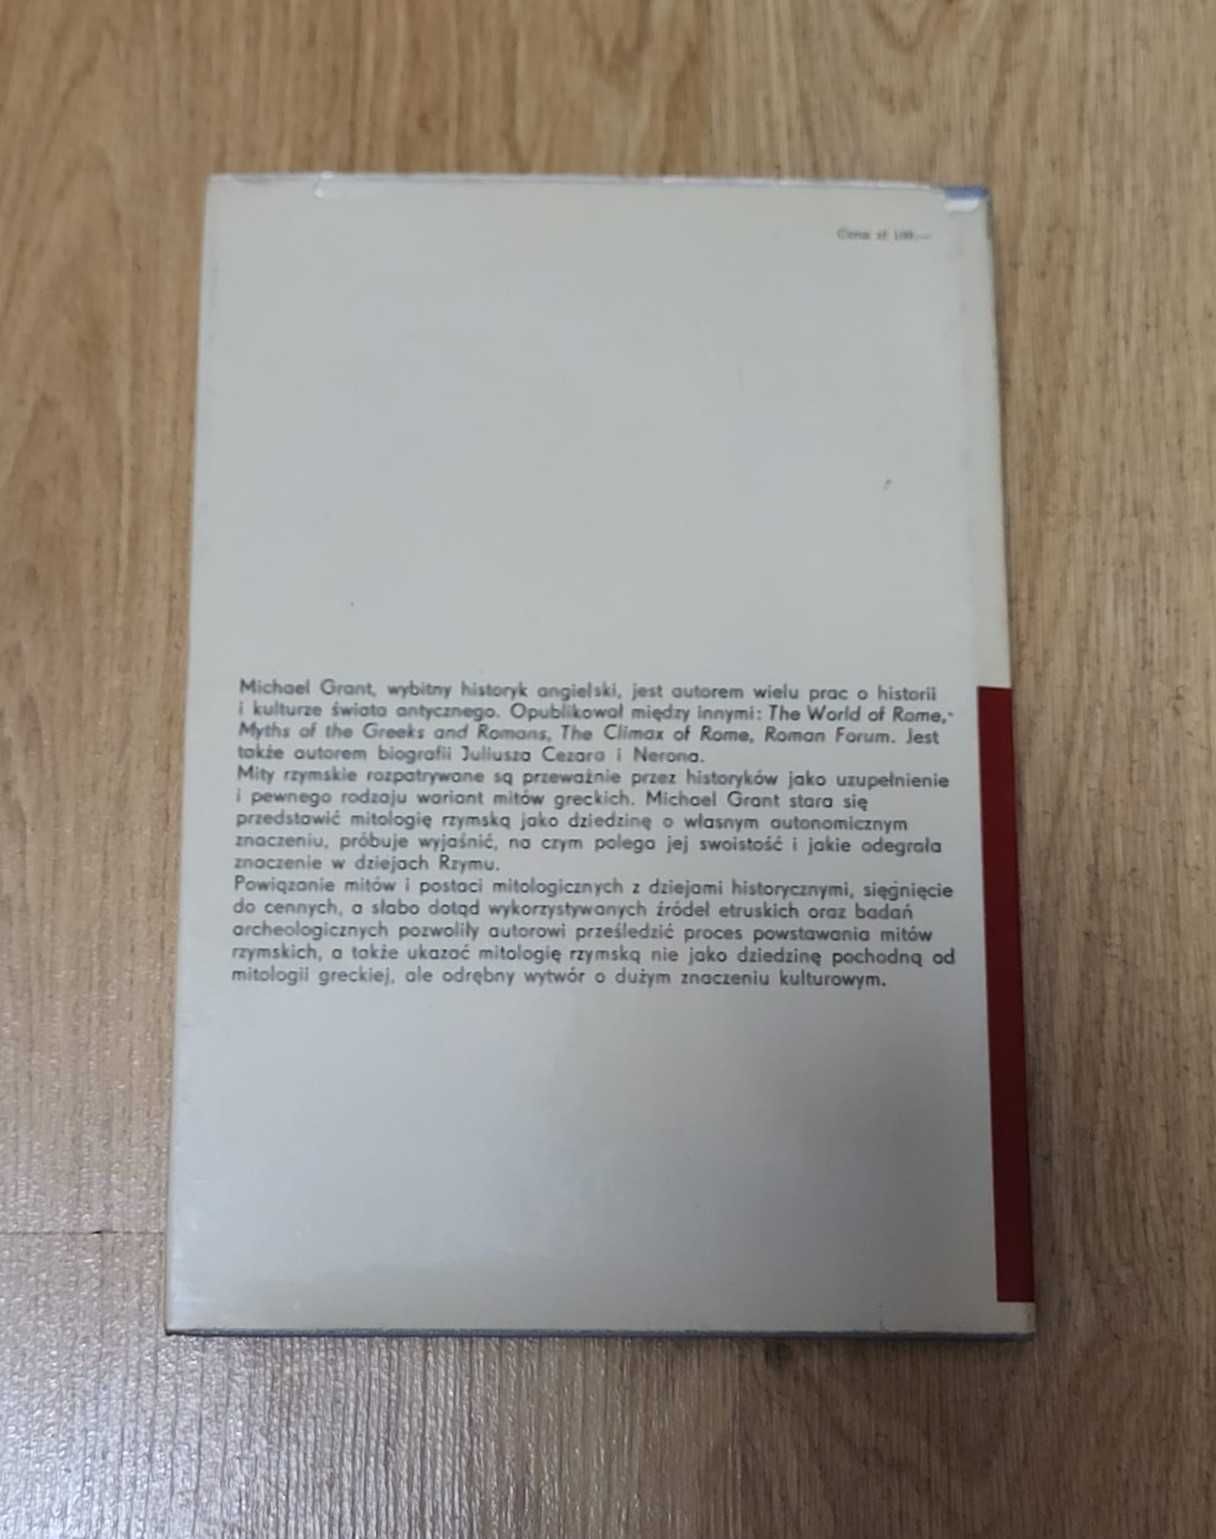 Cena zł 100,—
Michael Grant, wybitny historyk angielski, jest autorem wielu prac o historii
i kulturze świata antycznego. Opublikował między innymi: The World of Rome,
Myths of the Greeks and Romans, The Climax of Rome, Roman Forum. Jest
także autorem biografii Juliusza Cezara i Nerona.
Mity rzymskie rozpatrywane są przeważnie przez historyków jako uzupełnienie
i pewnego rodzaju wariant mitów greckich. Michael Grant stara się
przedstawić mitologię rzymską jako dziedzinę o własnym autonomicznym
znaczeniu, próbuje wyjaśnić, na czym polega jej swoistość i jakie odegrała
znaczenie w dziejach Rzymu.
Powiązanie mitów i postaci mitologicznych z dziejami historycznymi, sięgnięcie
do cennych, a słabo dotąd wykorzystywanych źródeł etruskich oraz badań
archeologicznych pozwoliły autorowi prześledzić proces powstawania mitów
rzymskich, a także ukazać mitologię rzymską nie jako dziedzinę pochodną od
mitologii greckiej, ale odrębny wytwór o dużym znaczeniu kulturowym.